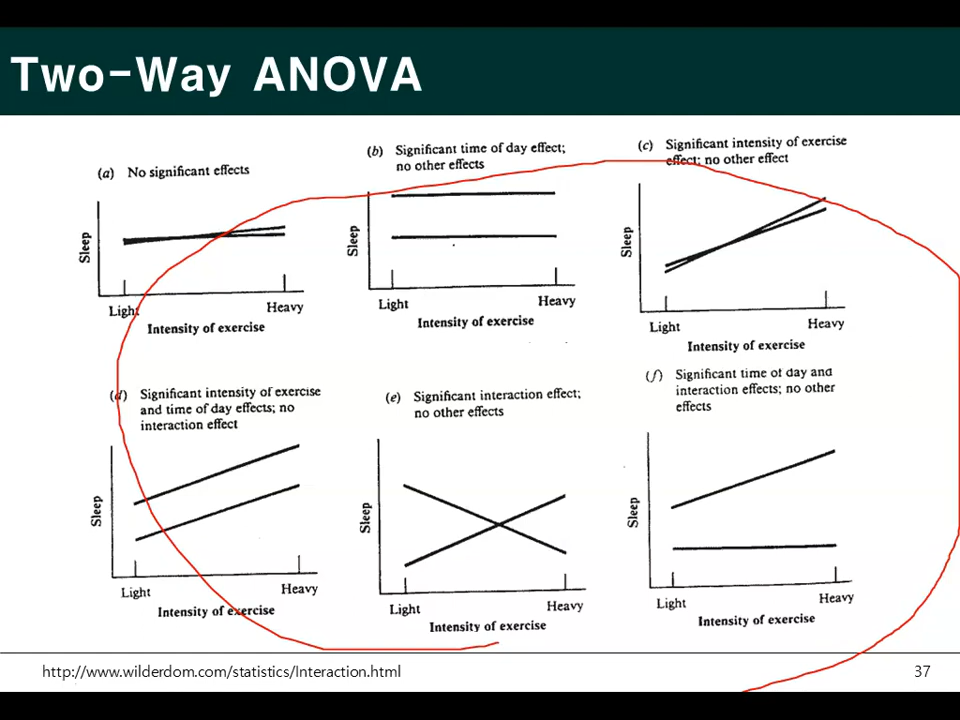 Two-Way ANOVA
(a) No significant effects
Sleep
Light
Heavy
Intensity of exercise
(b) Significant time of day effect;
no other effects
Sleep
Light
Heavy
Intensity of exercise
(c) Significant intensity of exercise
effect; no other effect
Sleep
Light
Heavy
Intensity of exercise
(d) Significant intensity of exercise
and time of day effects; no
interaction effect
Sleep
Light
Heavy
Intensity of exercise
(e) Significant interaction effect;
no other effects
Sleep
Light
Heavy
Intensity of exercise
(f) Significant time of day and
interaction effects; no other
effects
Sleep
Light
Heavy
Intensity of exercise
http://www.wilderdom.com/statistics/Interaction.html
37